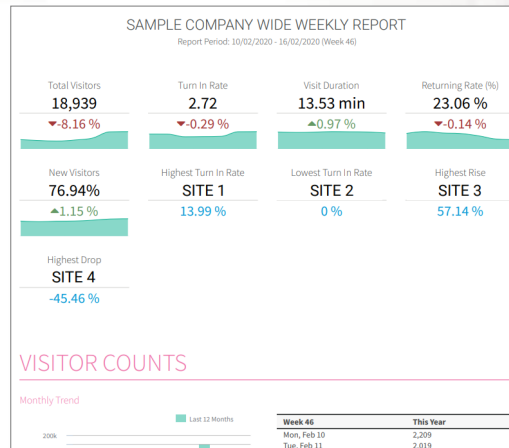 SAMPLE COMPANY WIDE WEEKLY REPORT
Report Period: 10/02/2020 - 16/02/2020 (Week 46)
Total Visitors
18,939
▼-8.16 %
Turn In Rate
2.72
▼-0.29 %
Visit Duration
13.53 min
▲0.97 %
Returning Rate (%)
23.06 %
▼-0.14 %
New Visitors
76.94%
▲1.15 %
Highest Turn In Rate
SITE 1
13.99 %
Lowest Turn In Rate
SITE 2
0 %
Highest Rise
SITE 3
57.14 %
Highest Drop
SITE 4
-45.46 %
VISITOR COUNTS
Monthly Trend
Last 12 Months
200k
Week 46 This Year
Mon, Feb 10 2,209
Tue, Feb 11 2,019